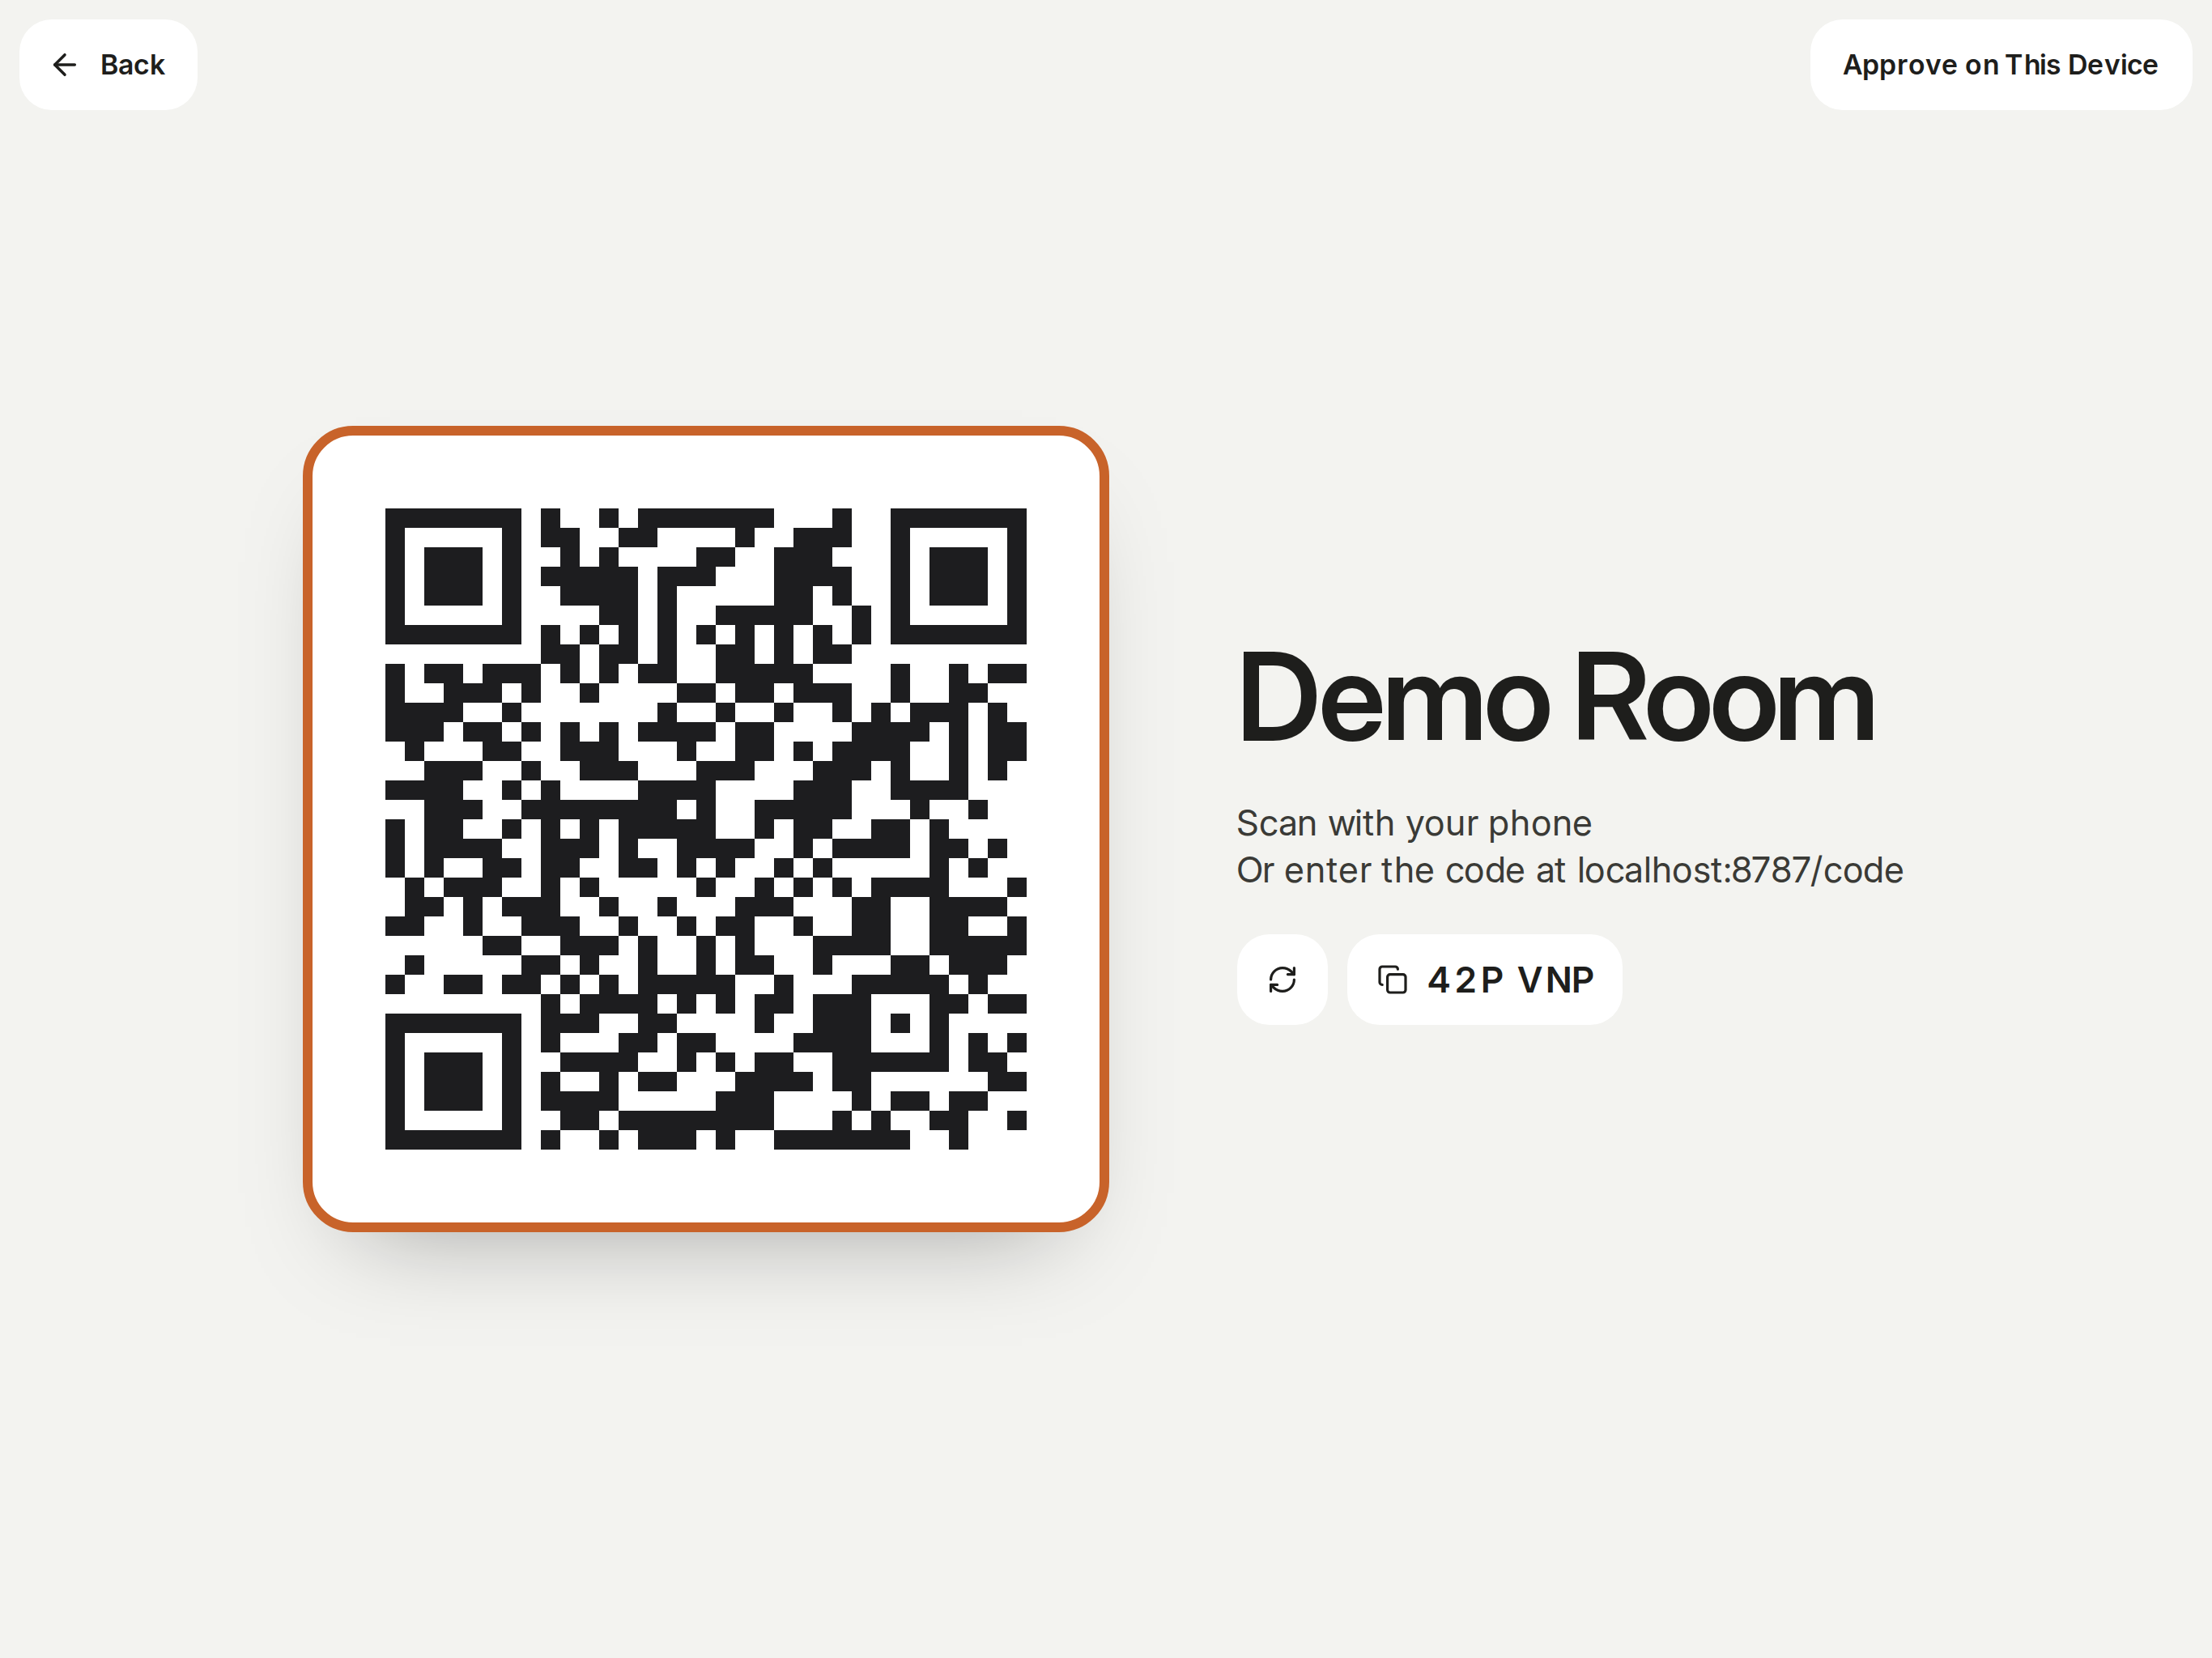 Back
Approve on This Device
Demo Room
Scan with your phone
Or enter the code at localhost:8787/code
42P VNP